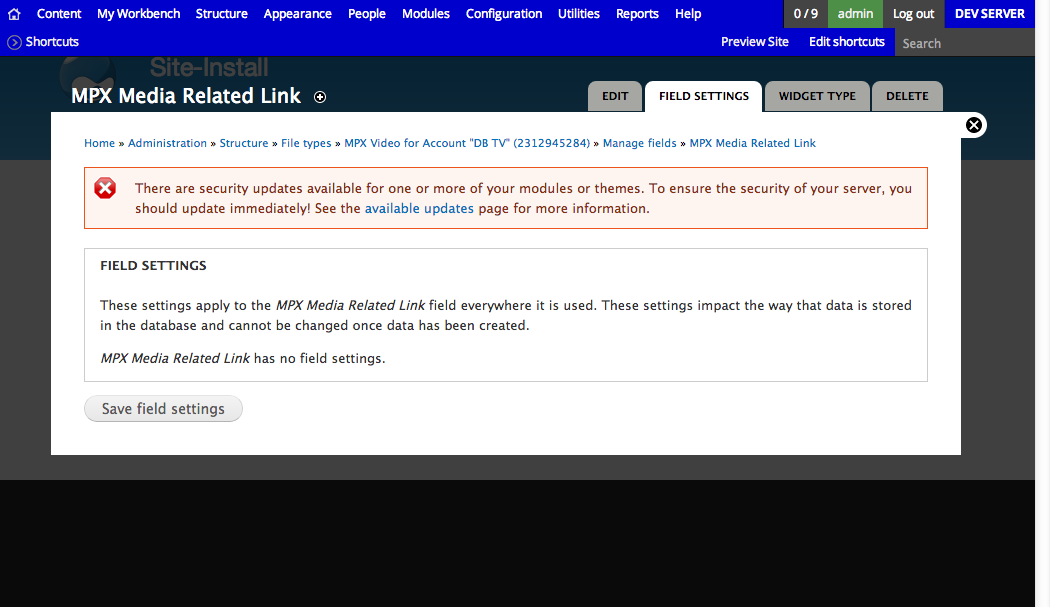 Content My Workbench Structure Appearance People Modules Configuration Utilities Reports Help 0 / 9 admin Log out DEV SERVER
Shortcuts Preview Site Edit shortcuts Search
Site-Install
MPX Media Related Link EDIT FIELD SETTINGS WIDGET TYPE DELETE
Home » Administration » Structure » File types » MPX Video for Account "DB TV" (2312945284) » Manage fields » MPX Media Related Link
There are security updates available for one or more of your modules or themes. To ensure the security of your server, you
should update immediately! See the available updates page for more information.
FIELD SETTINGS
These settings apply to the MPX Media Related Link field everywhere it is used. These settings impact the way that data is stored
in the database and cannot be changed once data has been created.
MPX Media Related Link has no field settings.
Save field settings